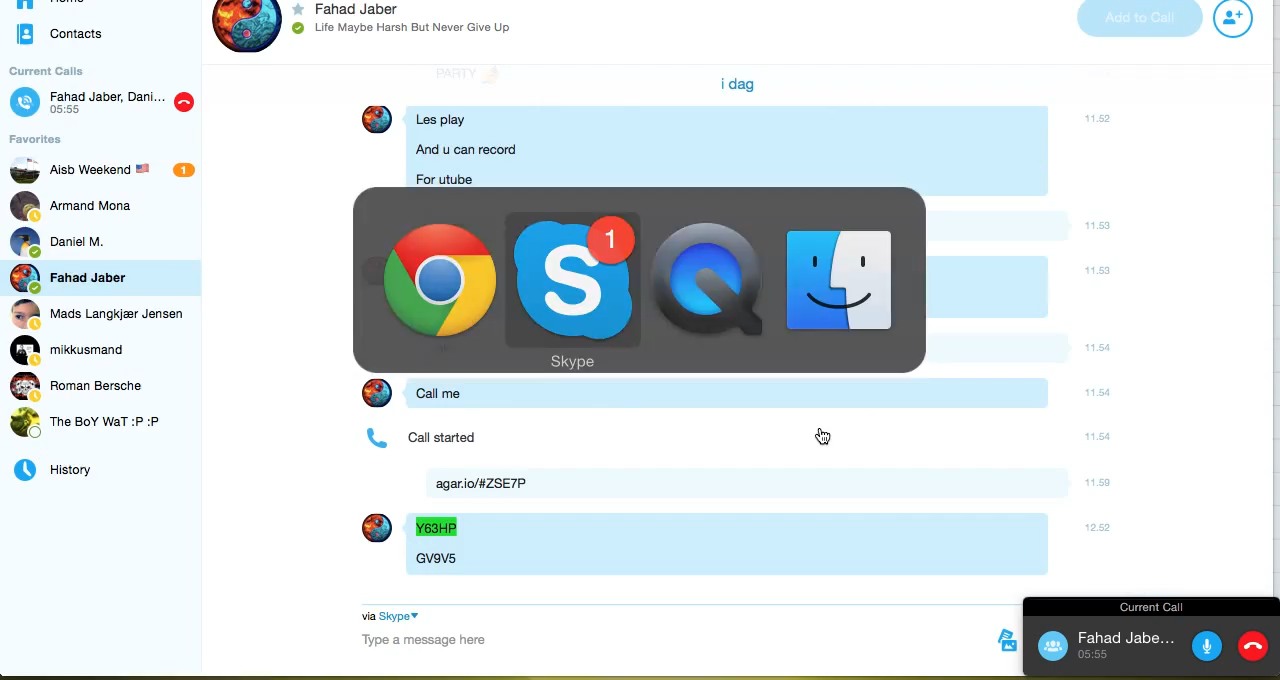 Home
Contacts
Current Calls
Fahad Jaber, Dani...
05:55
Favorites
Aisb Weekend
1
Armand Mona
Daniel M.
Fahad Jaber
Mads Langkjær Jensen
mikkusmand
Roman Bersche
The BoY WaT :P :P
History
Fahad Jaber
Life Maybe Harsh But Never Give Up
Add to Call
PARTY
i dag
Les play
11.52
And u can record
For utube
11.53
11.53
1
Skype
11.54
Call me
11.54
Call started
11.54
agar.io/#ZSE7P
11.59
Y63HP
12.52
GV9V5
via Skype
Type a message here
Current Call
Fahad Jabe...
05:55